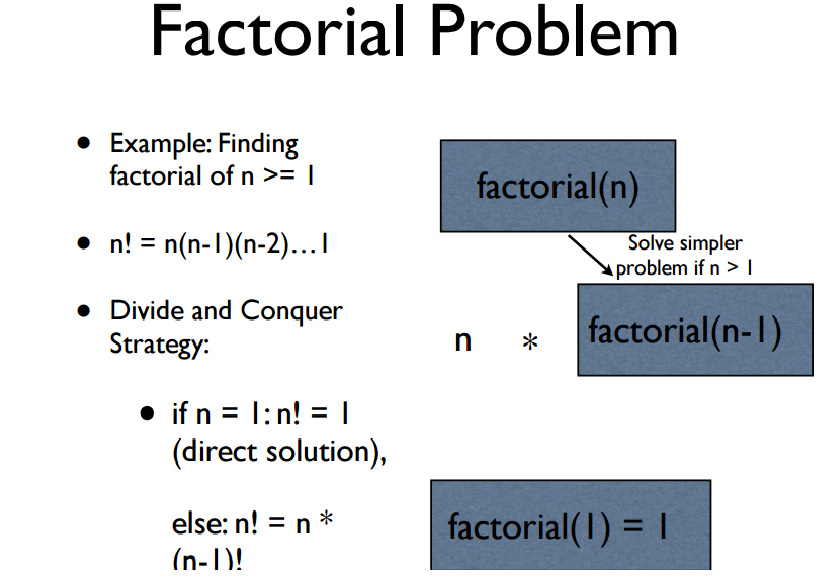 Factorial Problem
• Example: Finding
factorial of n >= 1
• n! = n(n-1)(n-2)...1
• Divide and Conquer
Strategy:
• if n = 1: n! = 1
(direct solution),
else: n! = n *
(n-1)!
factorial(n)
Solve simpler
problem if n > 1
n * factorial(n-1)
factorial(1) = 1